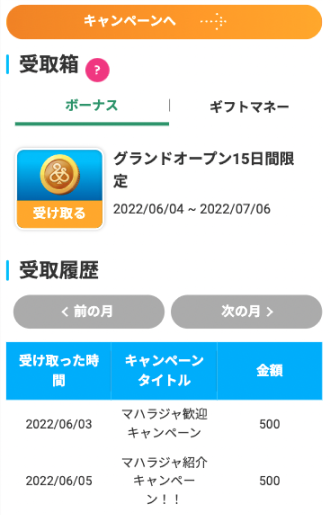 キャンペーンへ
受取箱 ?
ボーナス | ギフトマネー
グランドオープン15日間限
定
受け取る
2022/06/04 ~ 2022/07/06
受取履歴
前の月 次の月
受け取った時
間
キャンペーン
タイトル
金額
2022/06/03
マハラジャ歓迎
キャンペーン
500
2022/06/05
マハラジャ紹介
キャンペー
ン！！
500